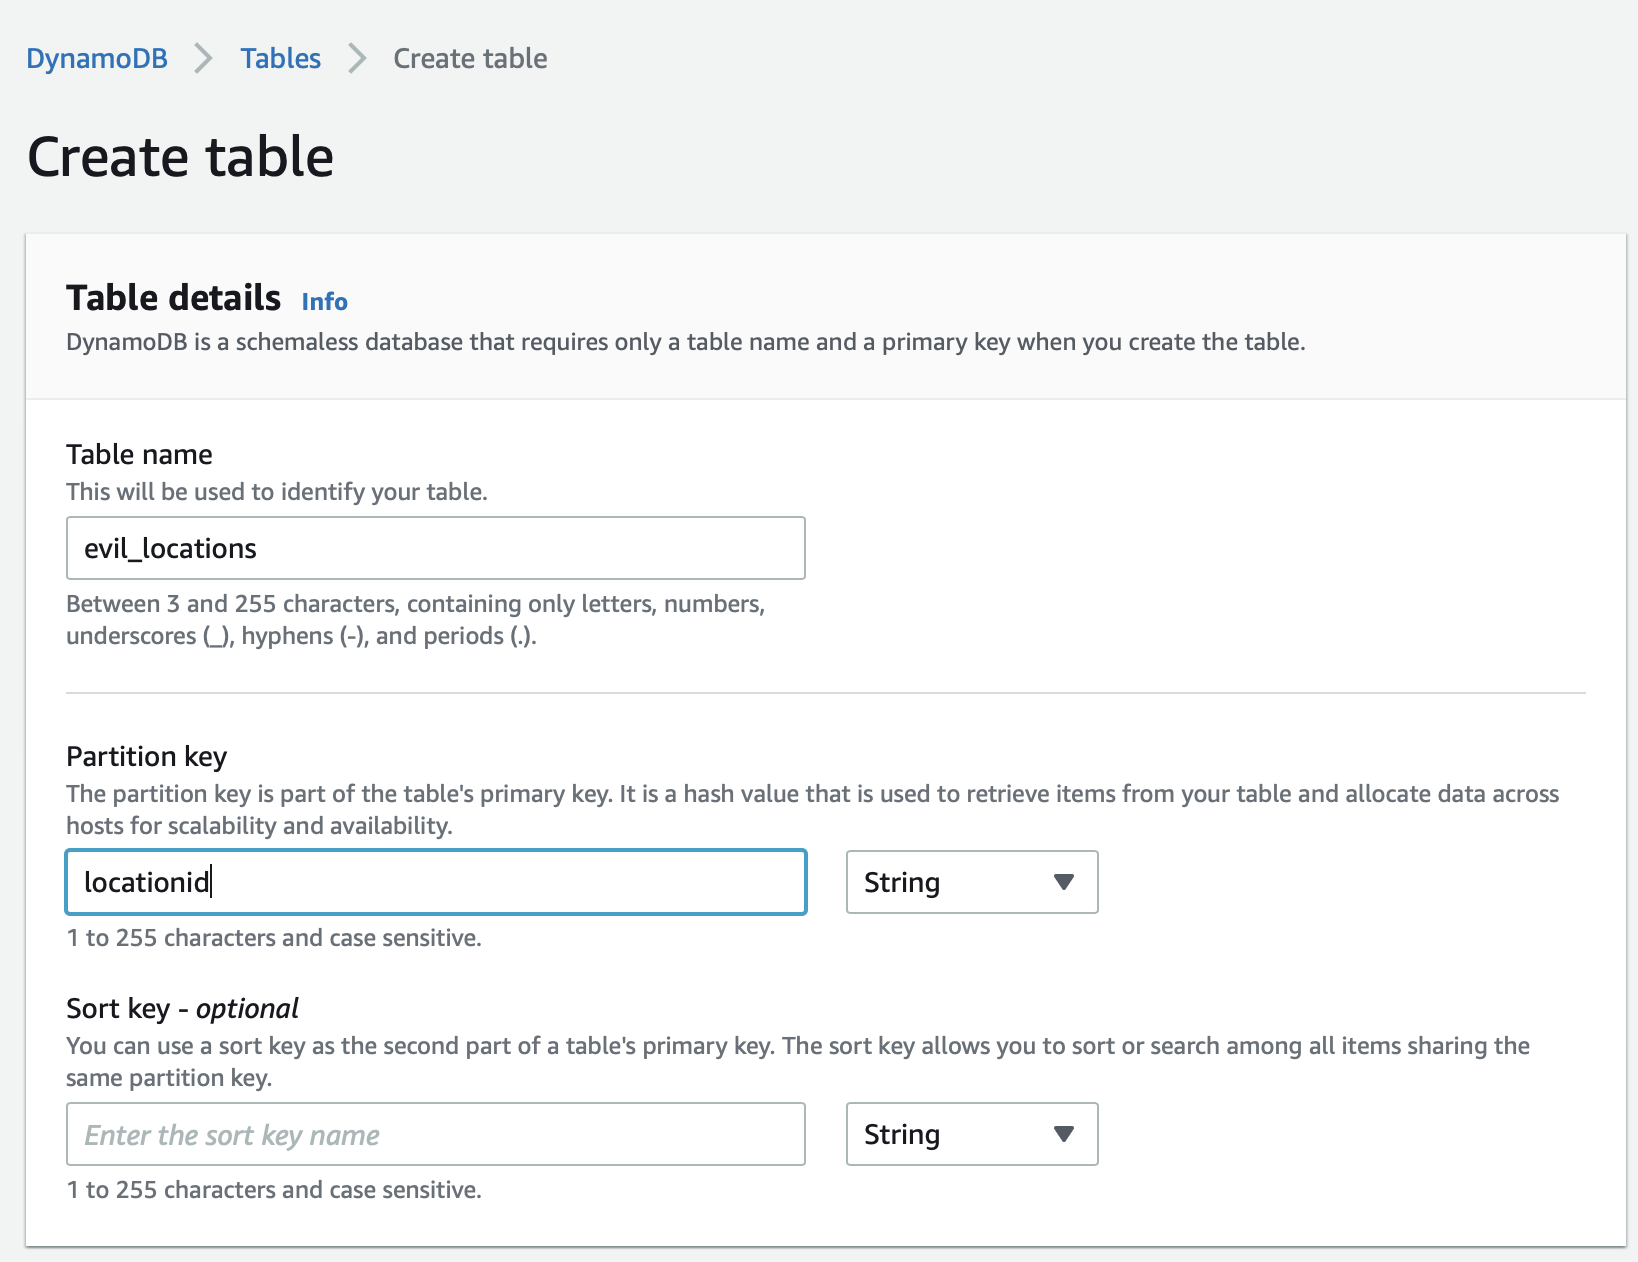 DynamoDB > Tables > Create table
Create table
Table details Info
DynamoDB is a schemaless database that requires only a table name and a primary key when you create the table.
Table name
This will be used to identify your table.
evil_locations
Between 3 and 255 characters, containing only letters, numbers,
underscores (_), hyphens (-), and periods (.).
Partition key
The partition key is part of the table's primary key. It is a hash value that is used to retrieve items from your table and allocate data across
hosts for scalability and availability.
locationid String
1 to 255 characters and case sensitive.
Sort key - optional
You can use a sort key as the second part of a table's primary key. The sort key allows you to sort or search among all items sharing the
same partition key.
Enter the sort key name String
1 to 255 characters and case sensitive.